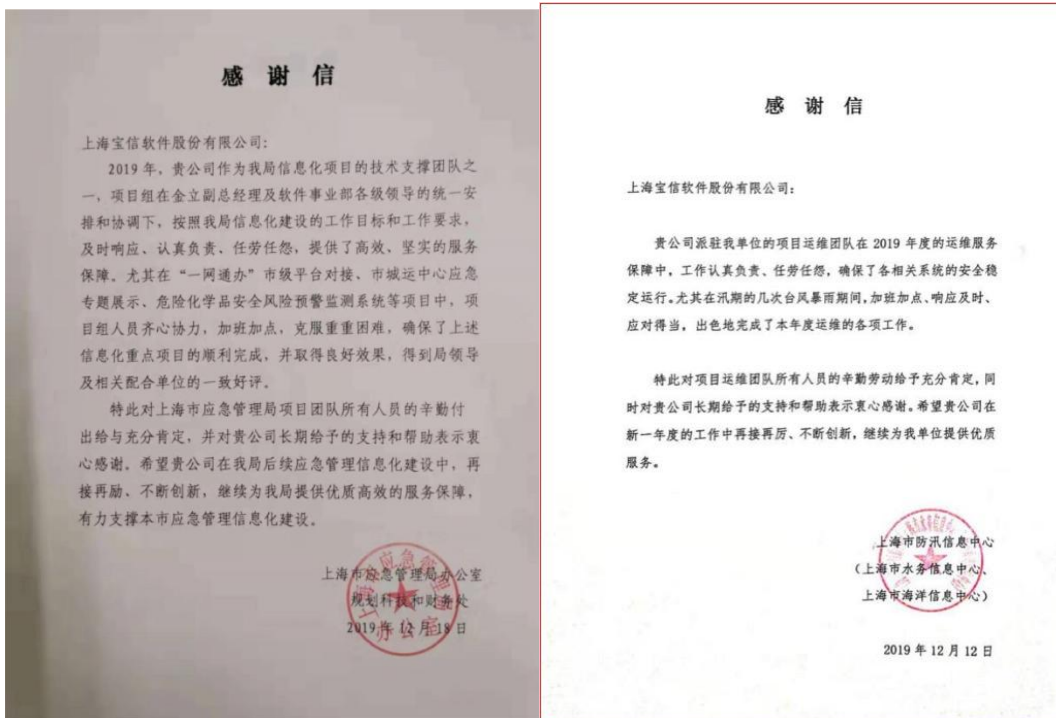 感 谢 信
上海宝信软件股份有限公司：
2019 年，贵公司作为我局信息化项目的技术支撑团队之
一，项目组在金立副总经理及软件事业部各级领导的统一安
排和协调下，按照我局信息化建设的工作目标和工作要求，
及时响应、认真负责、任劳任怨，提供了高效、坚实的服务
保障。尤其在“一网通办”市级平台对接、市城运中心应急
专题展示、危险化学品安全风险预警监测系统等项目中，项
目组人员齐心协力，加班加点，克服重重困难，确保了上述
信息化重点项目的顺利完成，并取得良好效果，得到局领导
及相关配合单位的一致好评。
特此对上海市应急管理局项目团队所有人员的辛勤付
出给与充分肯定，并对贵公司长期给予的支持和帮助表示衷
心感谢。希望贵公司在我局后续应急管理信息化建设中，再
接再励、不断创新，继续为我局提供优质高效的服务保障，
有力支撑本市应急管理信息化建设。
上海市应急管理局办公室
规划科技和财务处
2019 年 12 月 18 日
上海市应急管理局
办公室
感 谢 信
上海宝信软件股份有限公司：
贵公司派驻我单位的项目运维团队在 2019 年度的运维服务
保障中，工作认真负责、任劳任怨，确保了各相关系统的安全稳
定运行。尤其在汛期的几次台风暴雨期间，加班加点、响应及时、
应对得当，出色地完成了本年度运维的各项工作。
特此对项目运维团队所有人员的辛勤劳动给予充分肯定，同
时对贵公司长期给予的支持和帮助表示衷心感谢。希望贵公司在
新一年度的工作中再接再厉、不断创新，继续为我单位提供优质
服务。
上海市防汛信息中心
（上海市水务信息中心、
上海市海洋信息中心）
2019 年 12 月 12 日